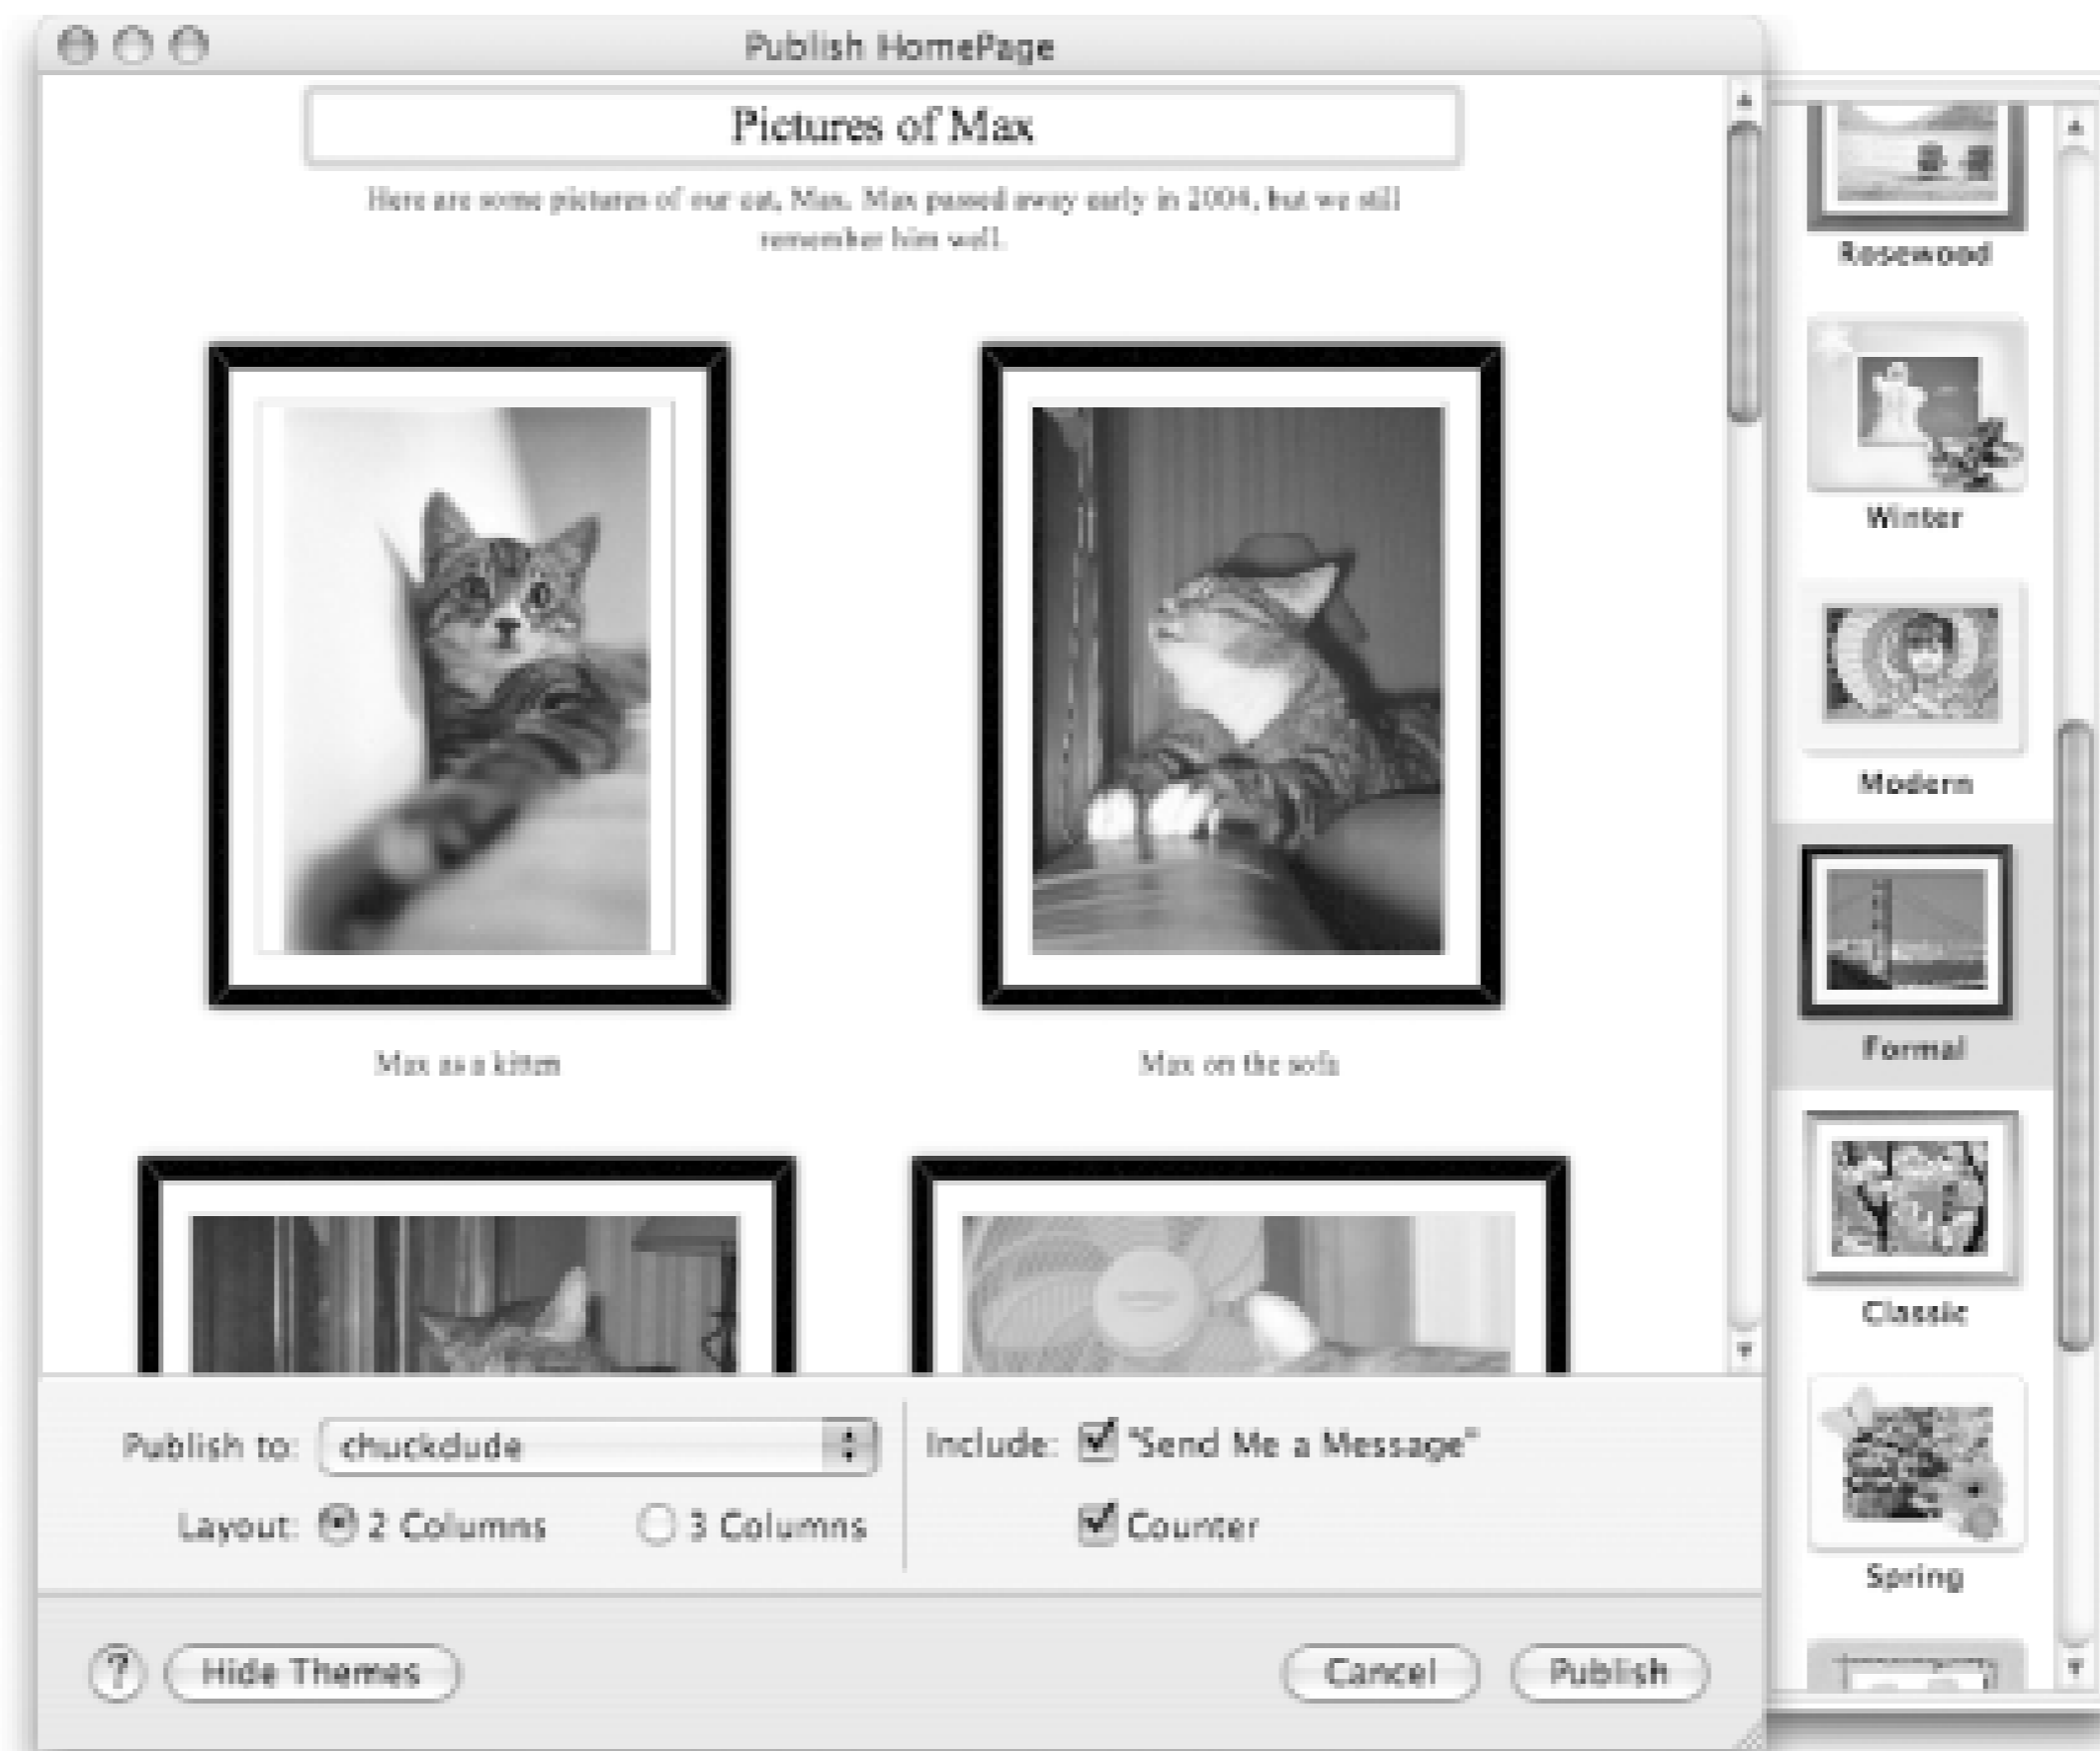 Publish HomePage
Pictures of Max
Here are some pictures of our cat, Max. Max passed away early in 2004, but we still
remember him well.
Max as a kitten
Max on the sofa
Publish to: chuckdude
Include: "Send Me a Message"
Layout: 2 Columns 3 Columns
Counter
? Hide Themes
Cancel Publish
Rosewood
Winter
Modern
Formal
Classic
Spring